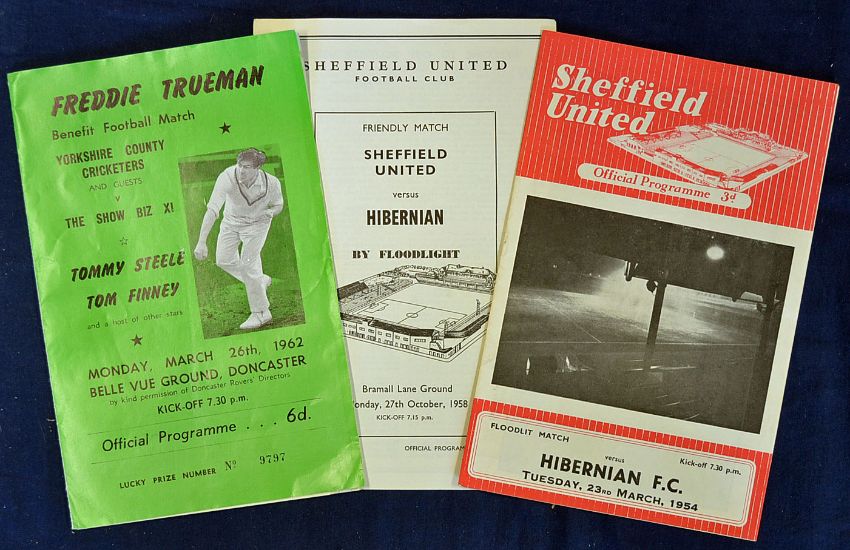 FREDDIE TRUEMAN
Benefit Football Match
YORKSHIRE COUNTY
CRICKETERS
AND GUESTS
v
THE SHOW BIZ XI
TOMMY STEELE
TOM FINNEY
and a host of other stars
MONDAY, MARCH 26th, 1962
BELLE VUE GROUND, DONCASTER
by kind permission of Doncaster Rovers' Directors
KICK-OFF 7.30 p.m.
Official Programme . . . 6d.
LUCKY PRIZE NUMBER No 9797
SHEFFIELD UNITED
FOOTBALL CLUB
FRIENDLY MATCH
SHEFFIELD
UNITED
versus
HIBERNIAN
BY FLOODLIGHT
Bramall Lane Ground
onday, 27th October, 1958
KICK-OFF 7.15 p.m.
OFFICIAL PROGRAM
Sheffield
United
Official Programme 3d
FLOODLIT MATCH
Kick-off 7.30 p.m.
versus
HIBERNIAN F.C.
TUESDAY, 23RD MARCH, 1954